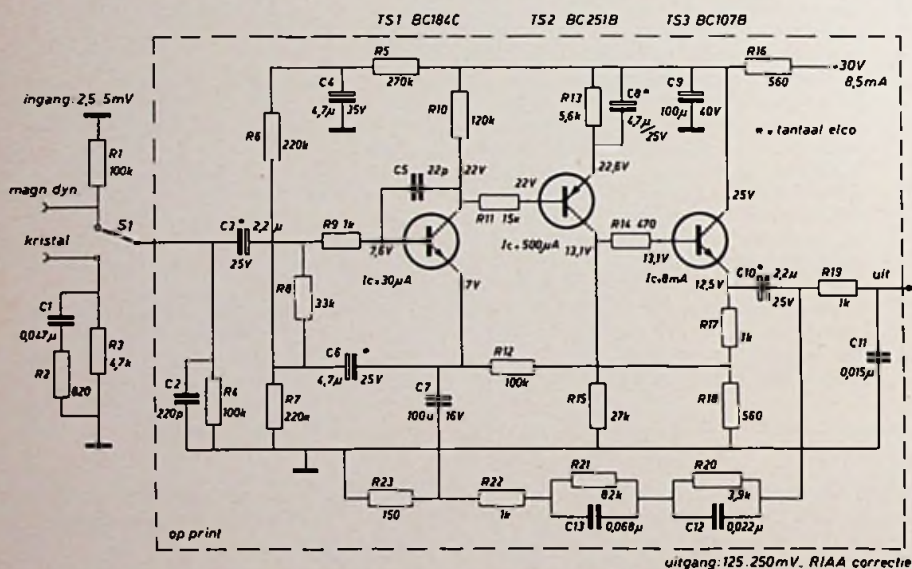 TS1 BC184C
TS2 BC251B
TS3 BC107B
R16
560
+30V
8,5mA
R5
270k
C4
4,7µ
35V
R10
120k
R13
5,6k
C8*
4,7µ
25V
C9
100µ
40V
* = tantaal elco
ingang: 2,5 5mV
R1
100k
R6
220k
magn dyn
S1
kristal
C5
22p
22V
22V
22,6V
25V
C3*
2,2µ
25V
R9 1k
7,6V
R11 15k
Ic=30µA
7V
Ic=500µA
13,1V
R14 470
13,1V
Ic=8mA
12,5V
C10*
2,2µ
25V
R19
1k
uit
R8
33k
R17
1k
C11
0,015µ
C1
0,047µ
R3
4,7k
R2
820
C6
*
4,7µ
25V
R12
100k
C2
220p
R4
100k
R7
220k
C7
100u
16V
R15
27k
R18
560
R23
150
R22
1k
R21
82k
C13
0,068µ
R20
3,9k
C12
0,022µ
op print
uitgang: 125..250mV_ RIAA correctie